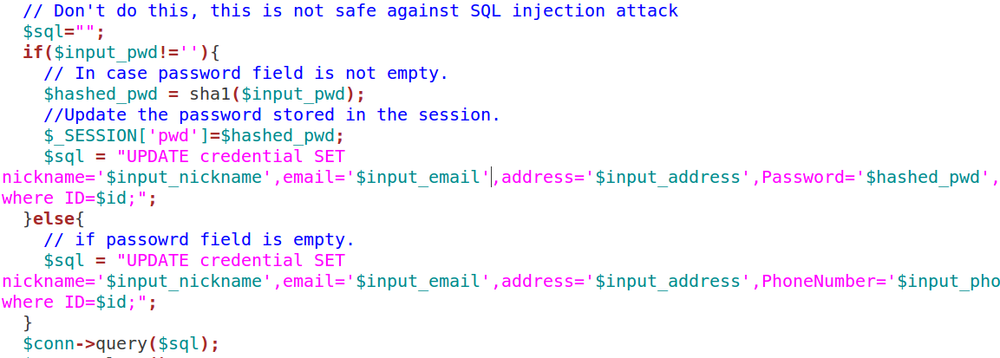 // Don't do this, this is not safe against SQL injection attack
$sql="";
if($input_pwd!=''){
// In case password field is not empty.
$hashed_pwd = sha1($input_pwd);
//Update the password stored in the session.
$_SESSION['pwd']=$hashed_pwd;
$sql = "UPDATE credential SET
nickname='$input_nickname',email='$input_email',address='$input_address',Password='$hashed_pwd',
where ID=$id;";
}else{
// if passowrd field is empty.
$sql = "UPDATE credential SET
nickname='$input_nickname',email='$input_email',address='$input_address',PhoneNumber='$input_pho
where ID=$id;";
}
$conn->query($sql);